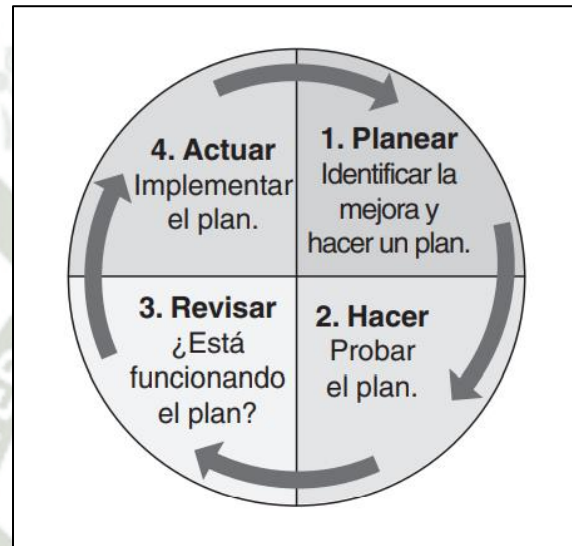 1. Planear
Identificar la
mejora y
hacer un plan.
2. Hacer
Probar
el plan.
3. Revisar
¿Está
funcionando
el plan?
4. Actuar
Implementar
el plan.